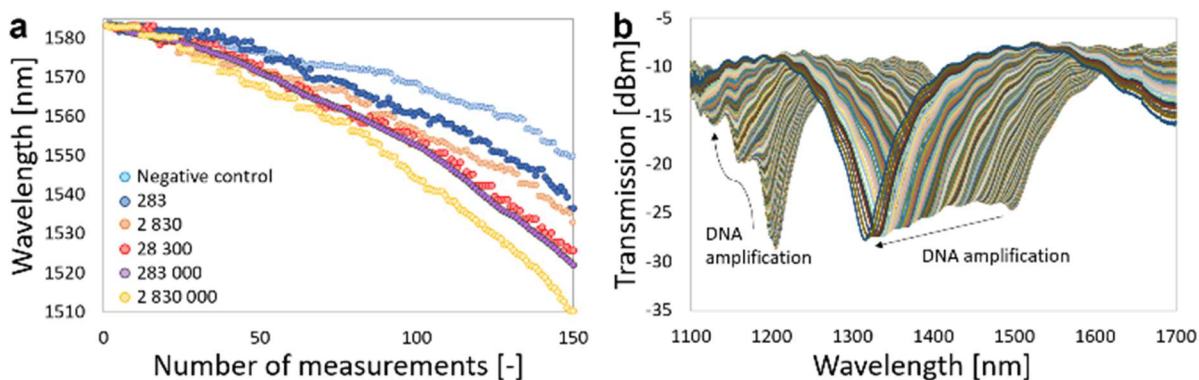 a
Wavelength [nm]
1580
1570
1560
1550
1540
1530
1520
1510
Negative control
283
2 830
28 300
283 000
2 830 000
0
50
100
150
Number of measurements [-]
b
Transmission [dBm]
-5
-10
-15
-20
-25
-30
-35
DNA
amplification
DNA amplification
1100
1200
1300
1400
1500
1600
1700
Wavelength [nm]